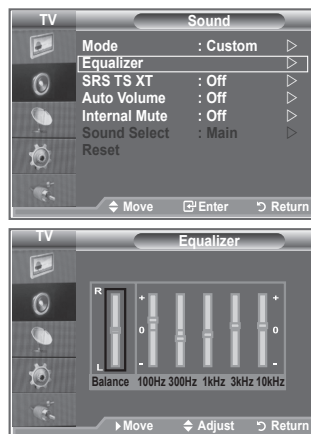 TV Sound
Mode : Custom
Equalizer
SRS TS XT : Off
Auto Volume : Off
Internal Mute : Off
Sound Select : Main
Reset
Move Enter Return
TV Equalizer
R + +
0 0
L - -
Balance 100Hz 300Hz 1kHz 3kHz 10kHz
Move Adjust Return